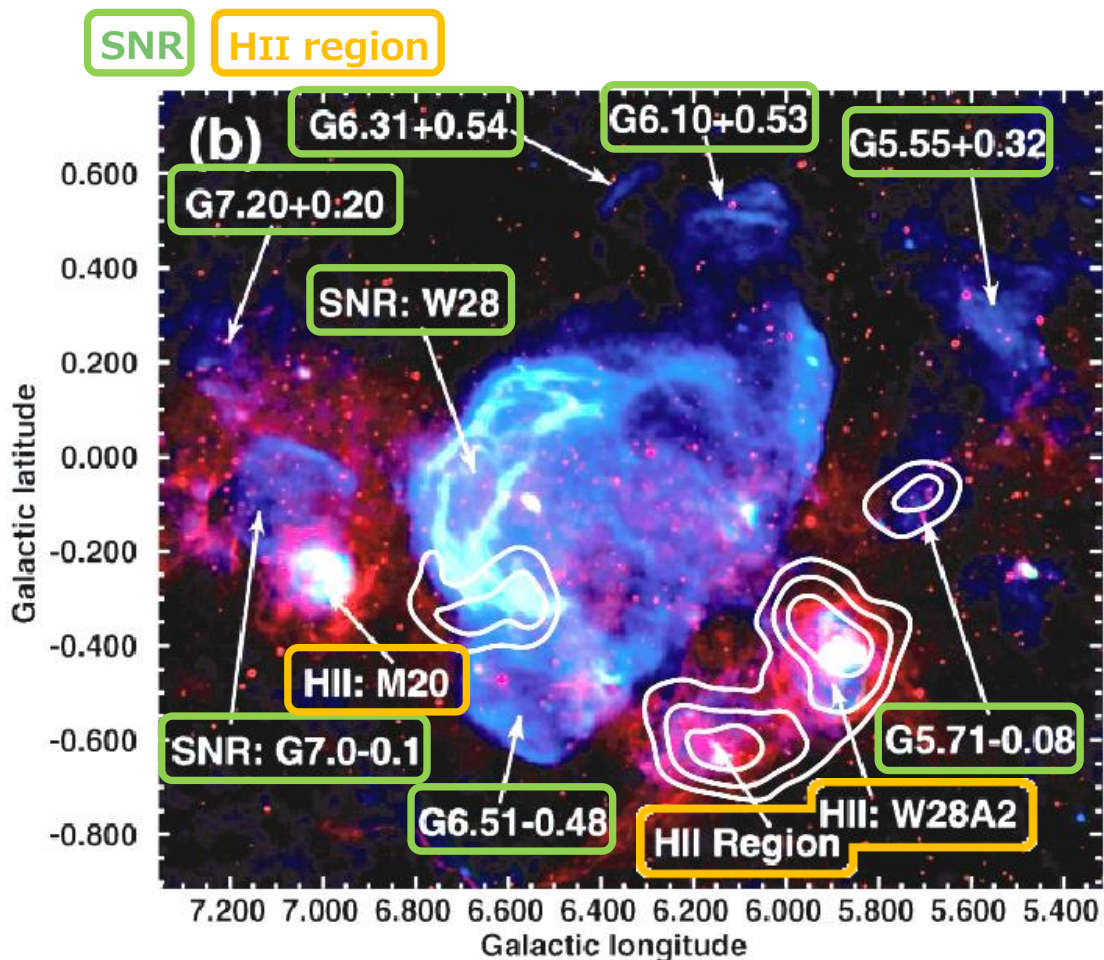 SNR HII region
(b)
G6.31+0.54
G6.10+0.53
G5.55+0.32
G7.20+0.20
SNR: W28
HII: M20
SNR: G7.0-0.1
G6.51-0.48
G5.71-0.08
HII: W28A2
HII Region
0.600
0.400
0.200
0.000
-0.200
-0.400
-0.600
-0.800
Galactic latitude
7.200 7.000 6.800 6.600 6.400 6.200 6.000 5.800 5.600 5.400
Galactic longitude